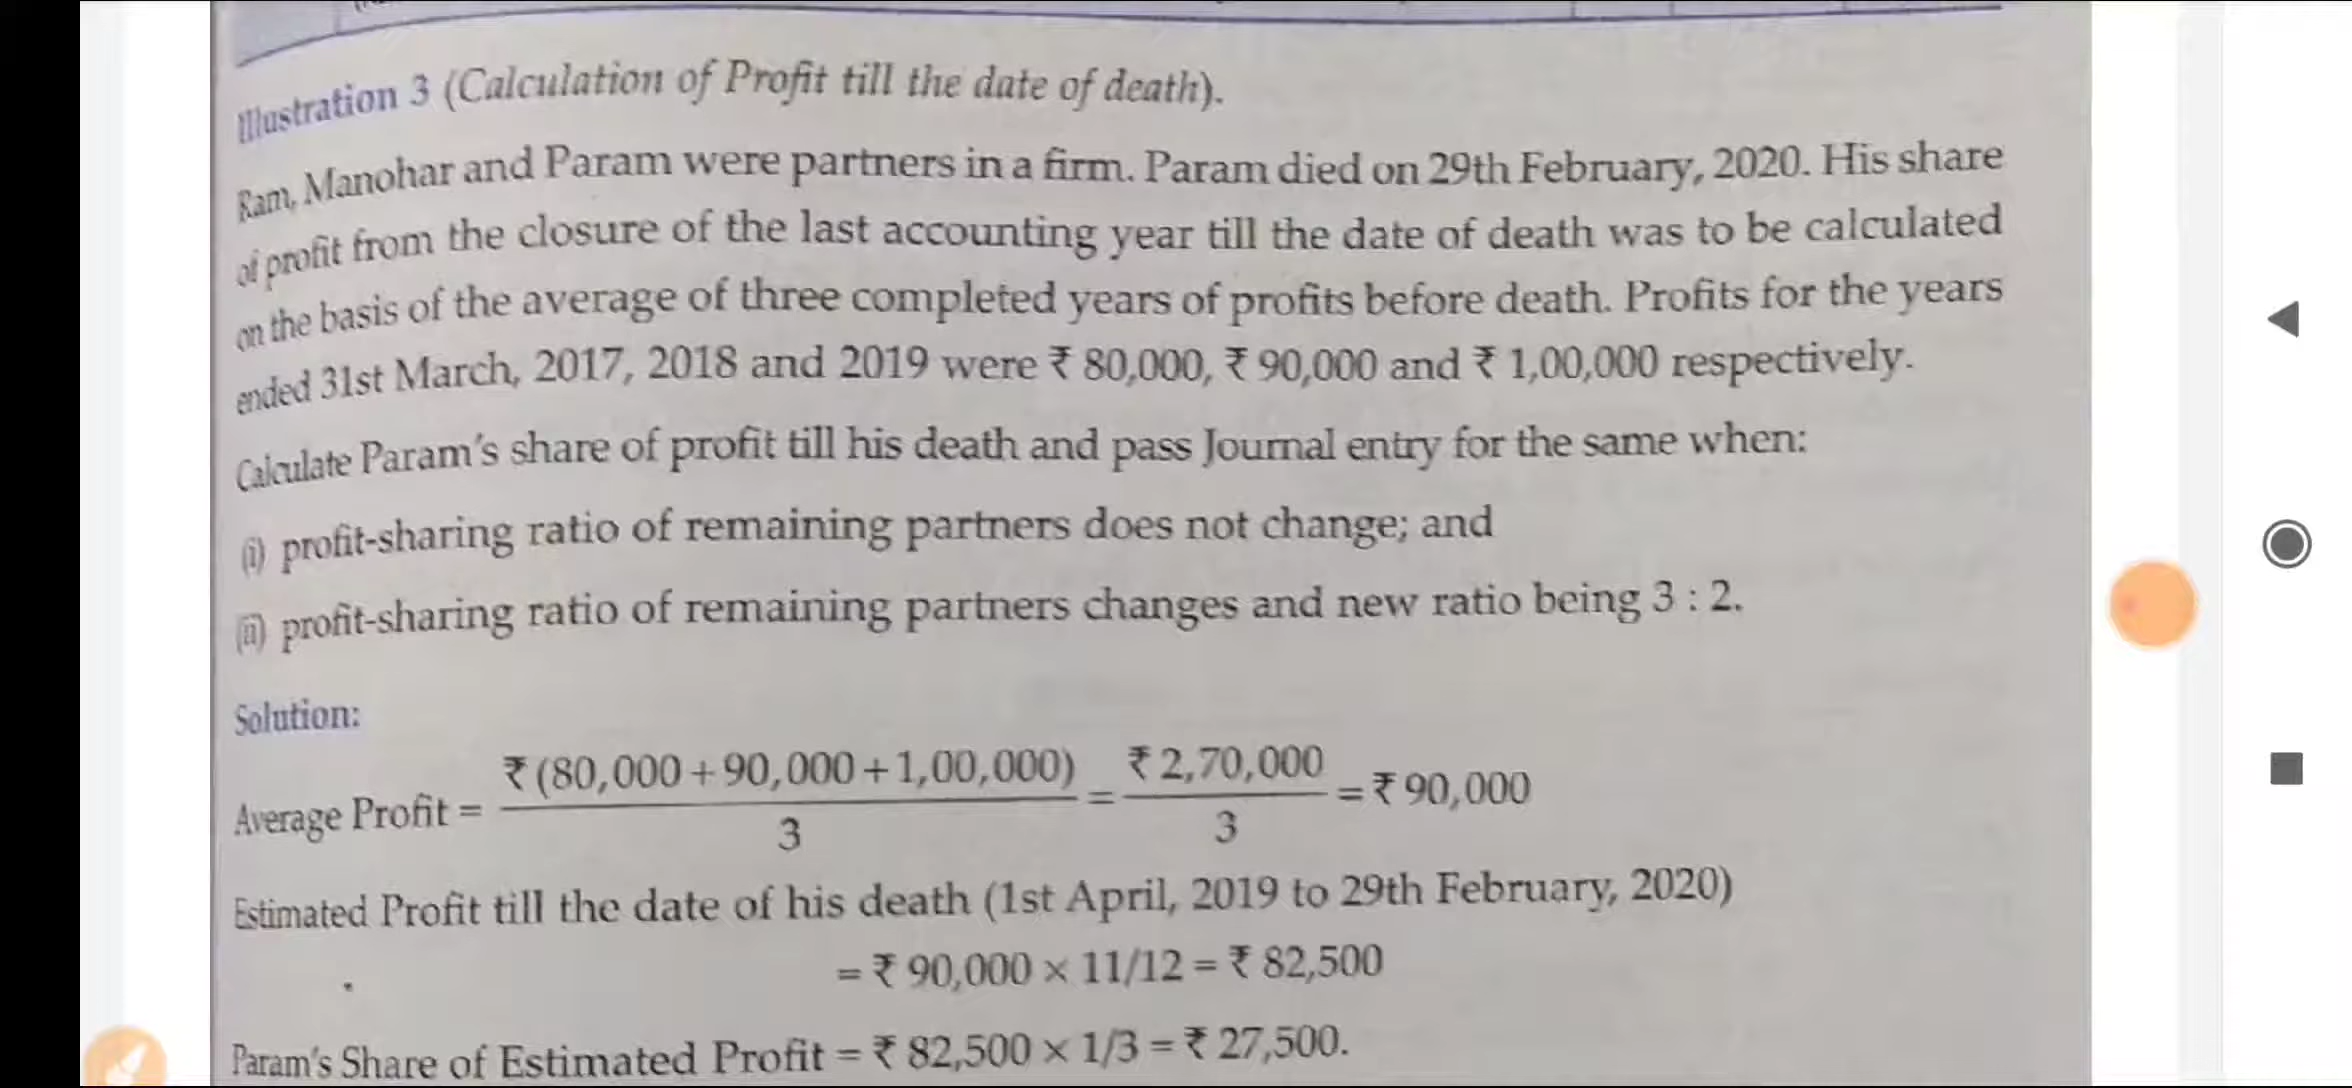 Illustration 3 (Calculation of Profit till the date of death).
Ram, Manohar and Param were partners in a firm. Param died on 29th February, 2020. His share
of profit from the closure of the last accounting year till the date of death was to be calculated
on the basis of the average of three completed years of profits before death. Profits for the years
ended 31st March, 2017, 2018 and 2019 were ₹ 80,000, ₹ 90,000 and ₹ 1,00,000 respectively.
Calculate Param's share of profit till his death and pass Journal entry for the same when:
(i) profit-sharing ratio of remaining partners does not change; and
(ii) profit-sharing ratio of remaining partners changes and new ratio being 3 : 2.
Solution:
Average Profit = ₹ (80,000 + 90,000 + 1,00,000) / 3 = ₹ 2,70,000 / 3 = ₹ 90,000
Estimated Profit till the date of his death (1st April, 2019 to 29th February, 2020)
= ₹ 90,000 × 11/12 = ₹ 82,500
Param's Share of Estimated Profit = ₹ 82,500 × 1/3 = ₹ 27,500.